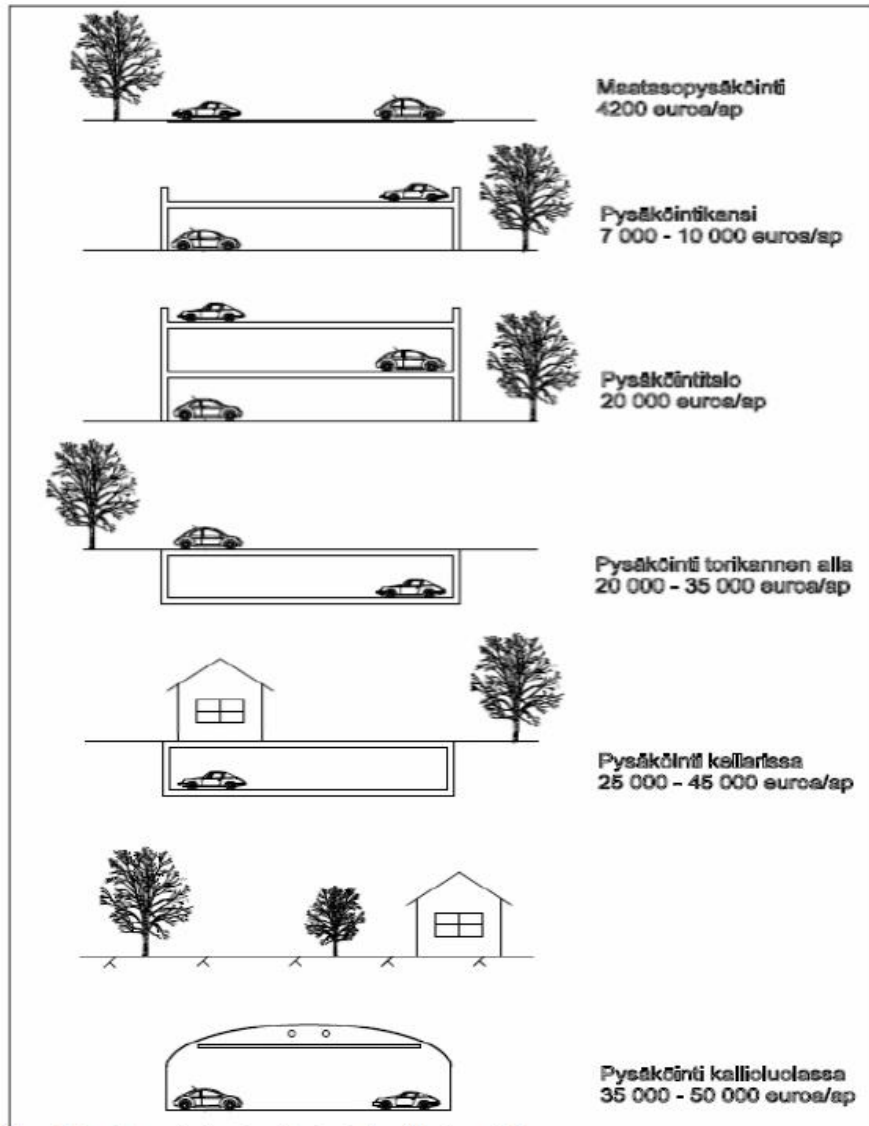 Maatasopysäköinti
4200 euroa/ap
Pysäköintikansi
7 000 - 10 000 euroa/ap
Pysäköintitalo
20 000 euroa/ap
Pysäköinti torikannen alla
20 000 - 35 000 euroa/ap
Pysäköinti kellarissa
25 000 - 45 000 euroa/ap
Pysäköinti kallioluolassa
35 000 - 50 000 euroa/ap